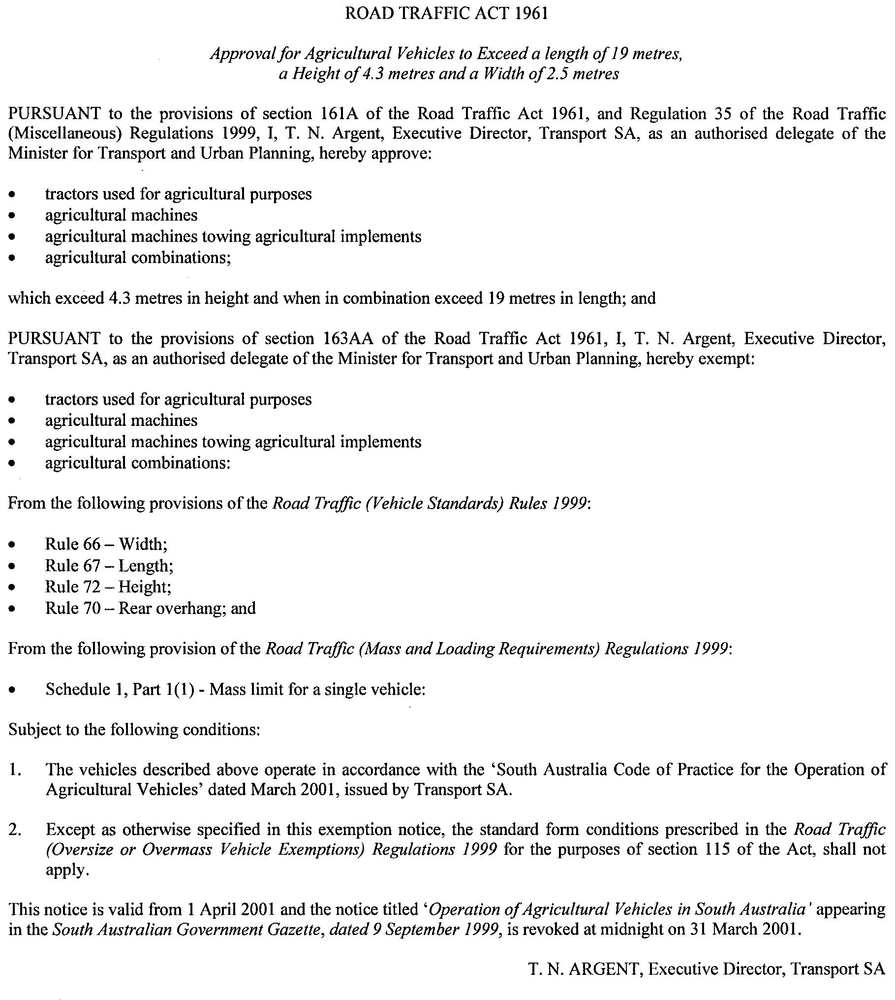 ROAD TRAFFIC ACT 1961
Approval for Agricultural Vehicles to Exceed a length of 19 metres,
a Height of 4.3 metres and a Width of 2.5 metres
PURSUANT to the provisions of section 161A of the Road Traffic Act 1961, and Regulation 35 of the Road Traffic
(Miscellaneous) Regulations 1999, I, T. N. Argent, Executive Director, Transport SA, as an authorised delegate of the
Minister for Transport and Urban Planning, hereby approve:
• tractors used for agricultural purposes
• agricultural machines
• agricultural machines towing agricultural implements
• agricultural combinations;
which exceed 4.3 metres in height and when in combination exceed 19 metres in length; and
PURSUANT to the provisions of section 163AA of the Road Traffic Act 1961, I, T. N. Argent, Executive Director,
Transport SA, as an authorised delegate of the Minister for Transport and Urban Planning, hereby exempt:
• tractors used for agricultural purposes
• agricultural machines
• agricultural machines towing agricultural implements
• agricultural combinations:
From the following provisions of the Road Traffic (Vehicle Standards) Rules 1999:
• Rule 66 – Width;
• Rule 67 – Length;
• Rule 72 – Height;
• Rule 70 – Rear overhang; and
From the following provision of the Road Traffic (Mass and Loading Requirements) Regulations 1999:
• Schedule 1, Part 1(1) - Mass limit for a single vehicle:
Subject to the following conditions:
1. The vehicles described above operate in accordance with the ‘South Australia Code of Practice for the Operation of
Agricultural Vehicles’ dated March 2001, issued by Transport SA.
2. Except as otherwise specified in this exemption notice, the standard form conditions prescribed in the Road Traffic
(Oversize or Overmass Vehicle Exemptions) Regulations 1999 for the purposes of section 115 of the Act, shall not
apply.
This notice is valid from 1 April 2001 and the notice titled ‘Operation of Agricultural Vehicles in South Australia’ appearing
in the South Australian Government Gazette, dated 9 September 1999, is revoked at midnight on 31 March 2001.
T. N. ARGENT, Executive Director, Transport SA